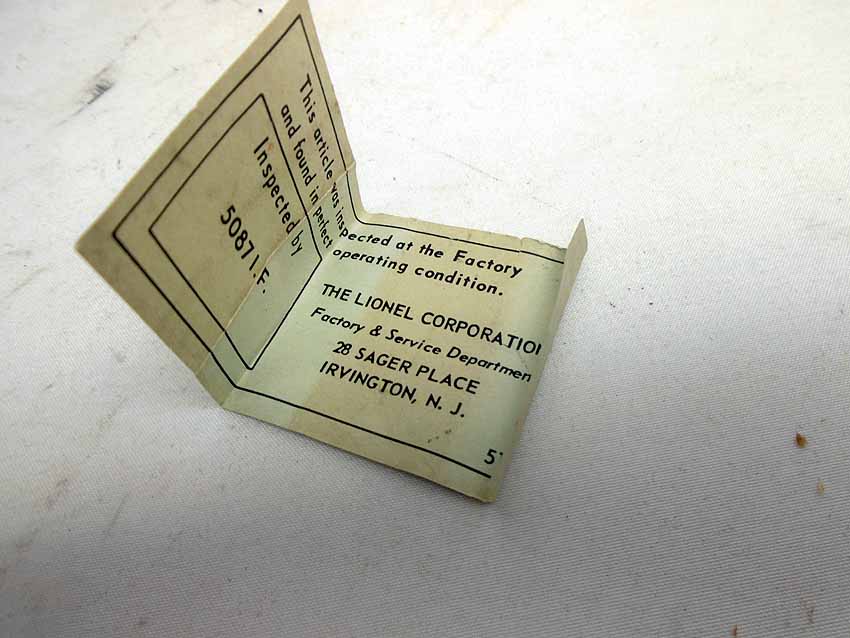 This article was inspected at the Factory
and found in perfect operating condition.
Inspected by
50871.F.
THE LIONEL CORPORATION
Factory & Service Departmen
28 SAGER PLACE
IRVINGTON, N. J.
5